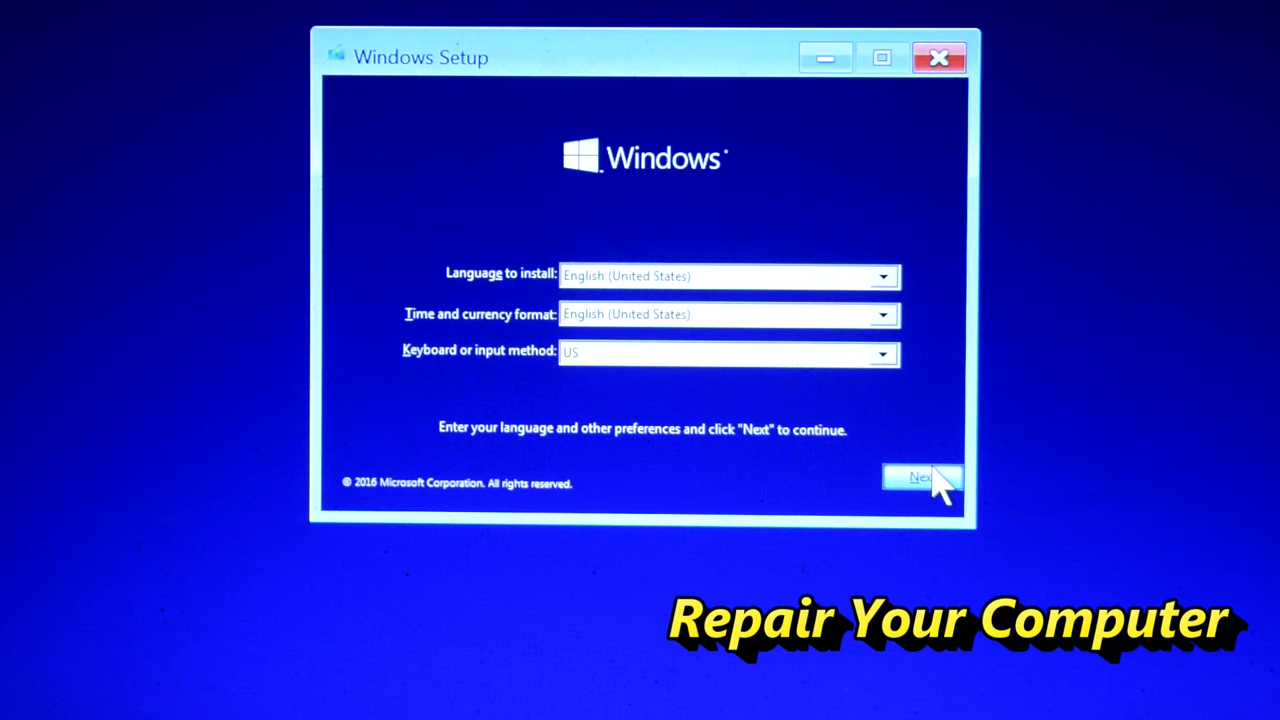 Windows Setup
Windows
Language to install: English (United States)
Time and currency format: English (United States)
Keyboard or input method: US
Enter your language and other preferences and click "Next" to continue.
© 2016 Microsoft Corporation. All rights reserved.
Repair Your Computer